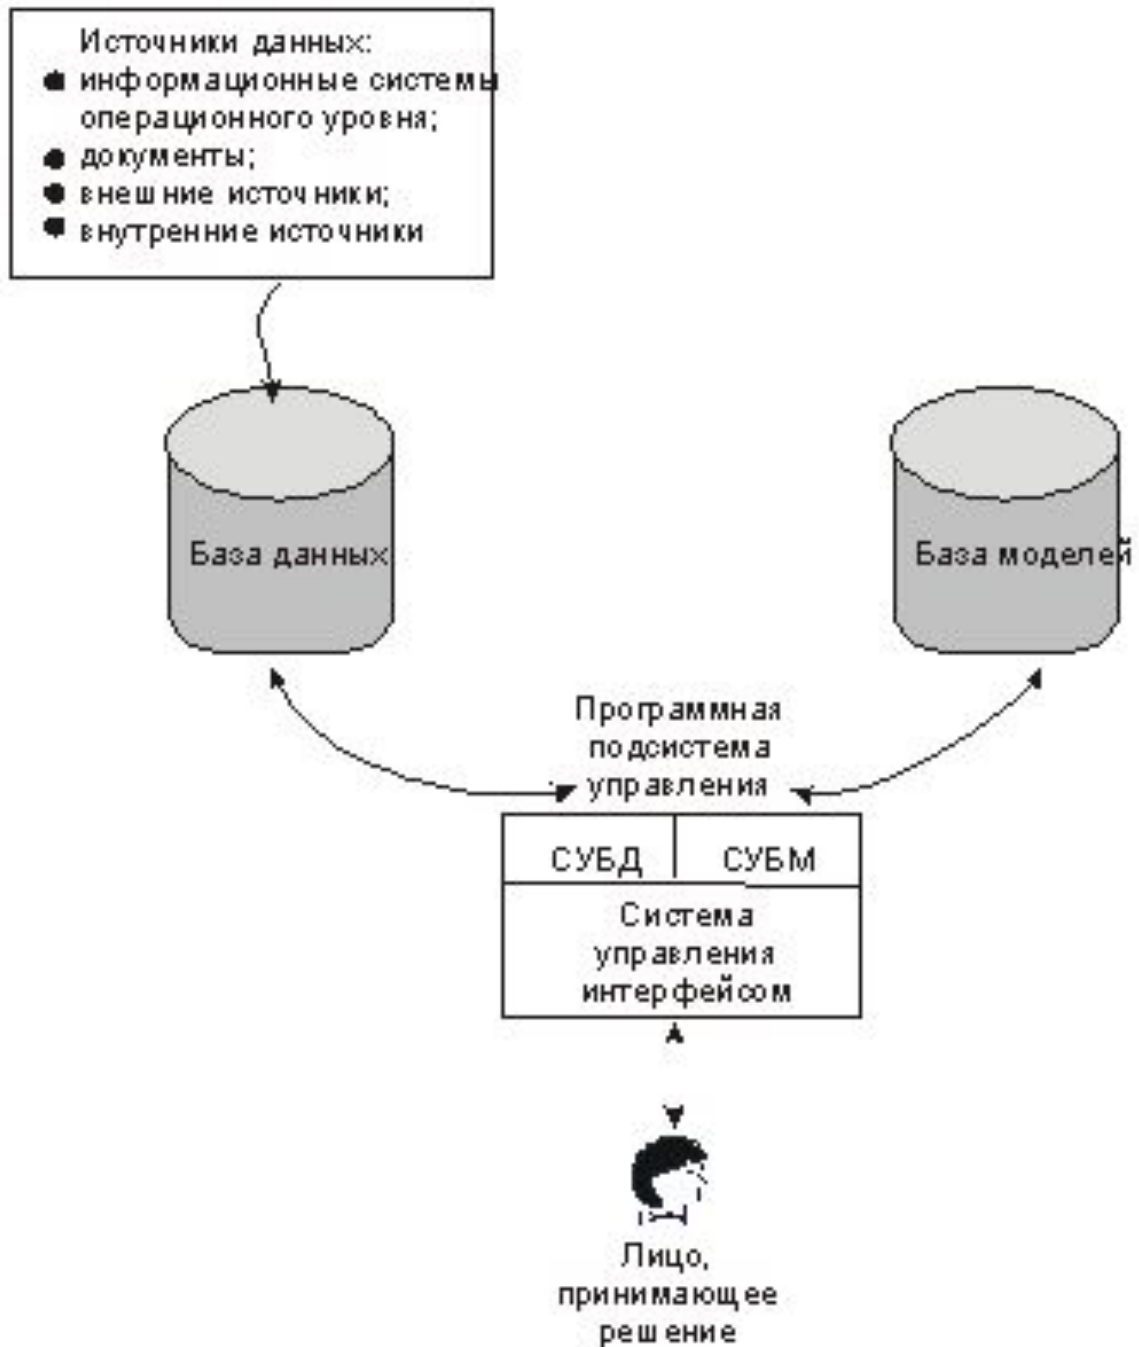 Источники данных:
● информационные системы
операционного уровня;
● документы;
● внешние источники;
● внутренние источники
База данных
База моделей
Программная
подсистема
управления
СУБД
СУБМ
Система
управления
интерфейсом
Лицо,
принимающее
решение